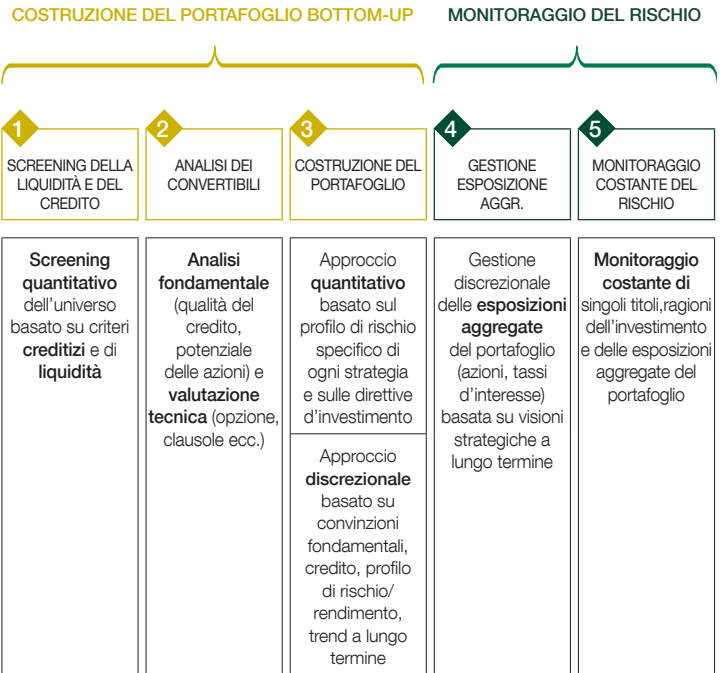 COSTRUZIONE DEL PORTAFOGLIO BOTTOM-UP
MONITORAGGIO DEL RISCHIO
1
SCREENING DELLA
LIQUIDITÀ E DEL
CREDITO
2
ANALISI DEI
CONVERTIBILI
3
COSTRUZIONE DEL
PORTAFOGLIO
4
GESTIONE
ESPOSIZIONE
AGGR.
5
MONITORAGGIO
COSTANTE DEL
RISCHIO
Screening
quantitativo
dell'universo
basato su criteri
creditizi e di
liquidità
Analisi
fondamentale
(qualità del
credito,
potenziale
delle azioni) e
valutazione
tecnica (opzione,
clausole ecc.)
Approccio
quantitativo
basato sul
profilo di rischio
specifico di
ogni strategia
e sulle direttive
d'investimento
Approccio
discrezionale
basato su
convinzioni
fondamentali,
credito, profilo
di rischio/
rendimento,
trend a lungo
termine
Gestione
discrezionale
delle esposizioni
aggregate
del portafoglio
(azioni, tassi
d'interesse)
basata su visioni
strategiche a
lungo termine
Monitoraggio
costante di
singoli titoli,ragioni
dell'investimento
e delle esposizioni
aggregate del
portafoglio